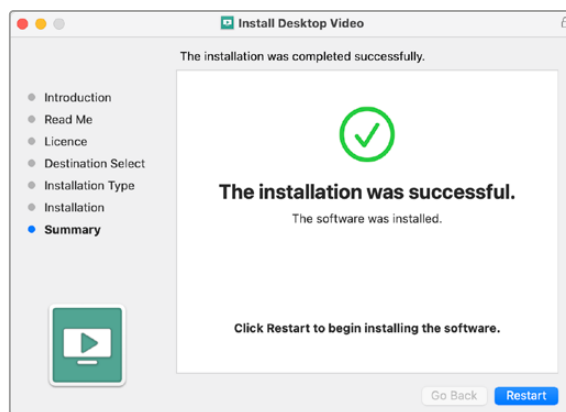 Install Desktop Video
The installation was completed successfully.
Introduction
Read Me
Licence
Destination Select
Installation Type
Installation
Summary
The installation was successful.
The software was installed.
Click Restart to begin installing the software.
Go Back
Restart